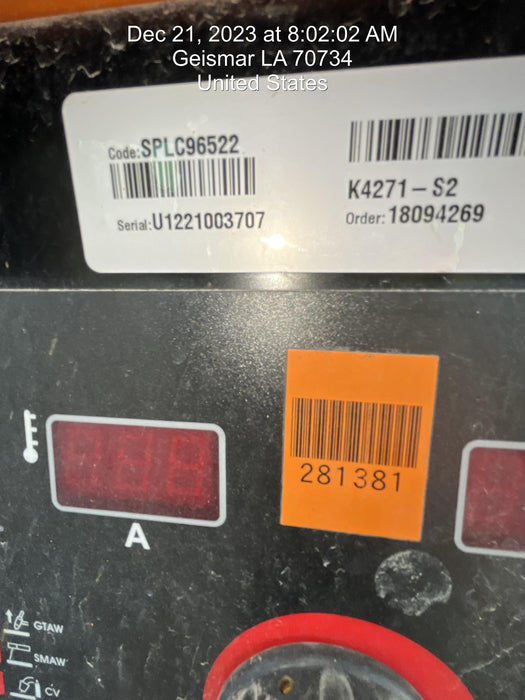 Dec 21, 2023 at 8:02:02 AM
Geismar LA 70734
United States
Code:SPLC96522
Serial:U1221003707
K4271-S2
Order:18094269
281381
A
GTAW
SMAW
CV